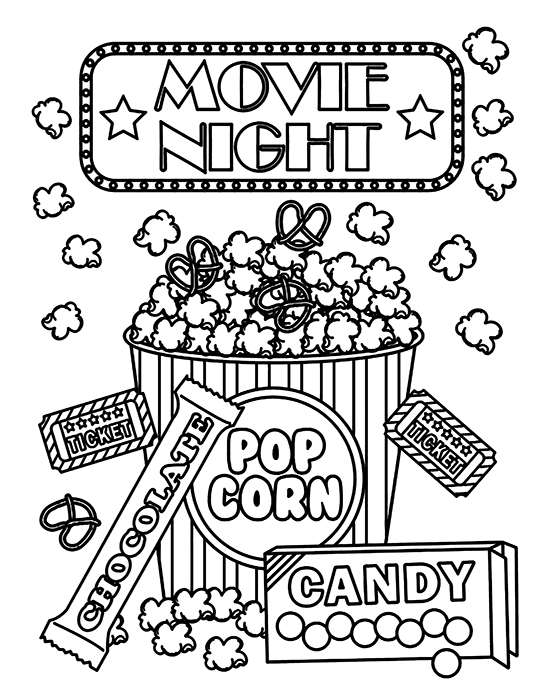 MOVIE
NIGHT
TICKET
TICKET
POP
CORN
CHOCOLATE
CANDY